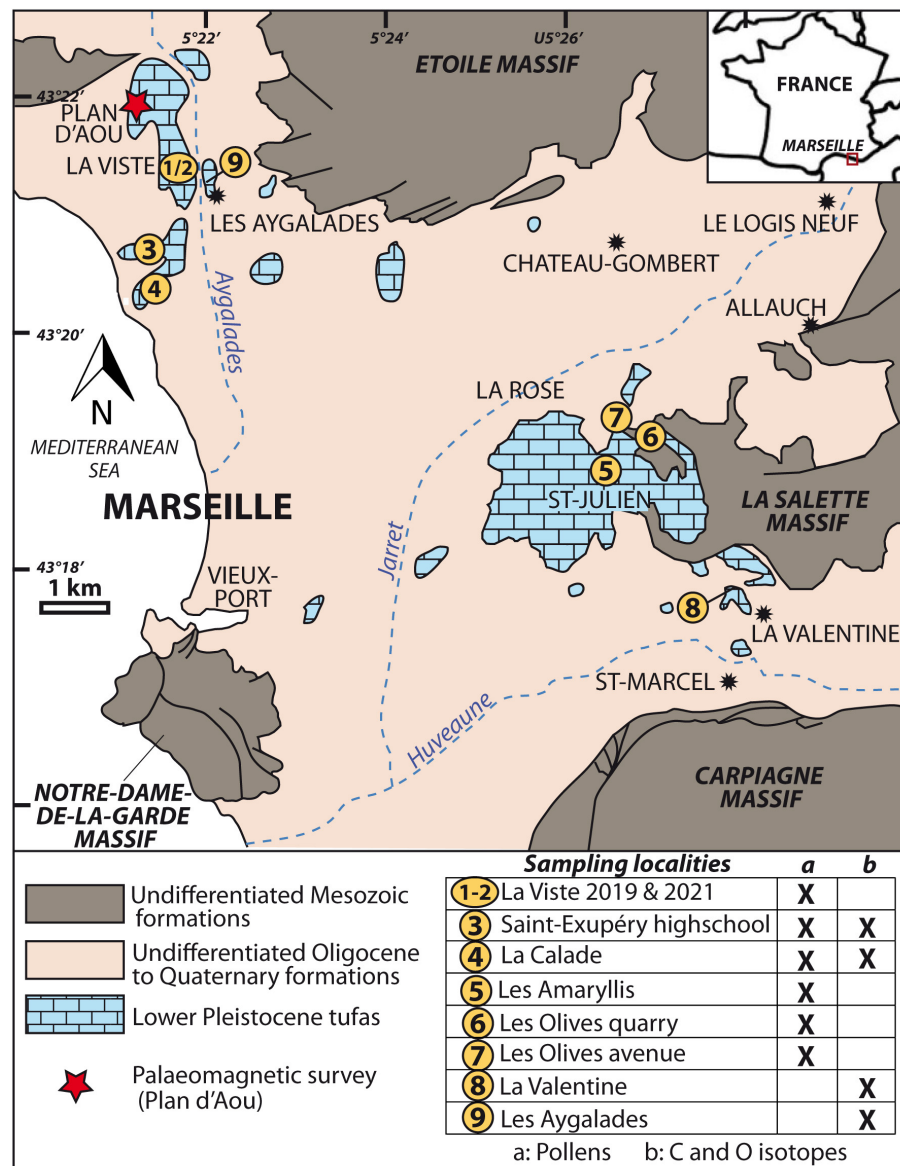 5°22′
5°24′
U5°26′
ETOILE MASSIF
FRANCE
MARSEILLE
43°22′
PLAN
D’AOU
LA VISTE
1/2
9
LES AYGALADES
LE LOGIS NEUF
CHATEAU-GOMBERT
3
4
Aygalades
ALLAUCH
43°20′
N
MEDITERRANEAN
SEA
LA ROSE
7
6
5
ST-JULIEN
MARSEILLE
LA SALETTE
MASSIF
Jarret
43°18′
1 km
VIEUX-
PORT
8
LA VALENTINE
ST-MARCEL
Huveaune
NOTRE-DAME-
DE-LA-GARDE
MASSIF
CARPIAGNE
MASSIF
Undifferentiated Mesozoic
formations
Undifferentiated Oligocene
to Quaternary formations
Lower Pleistocene tufas
Palaeomagnetic survey
(Plan d’Aou)
Sampling localities a b
1-2 La Viste 2019 & 2021 X
3 Saint-Exupéry highschool X X
4 La Calade X X
5 Les Amaryllis X
6 Les Olives quarry X
7 Les Olives avenue X
8 La Valentine X
9 Les Aygalades X
a: Pollens b: C and O isotopes